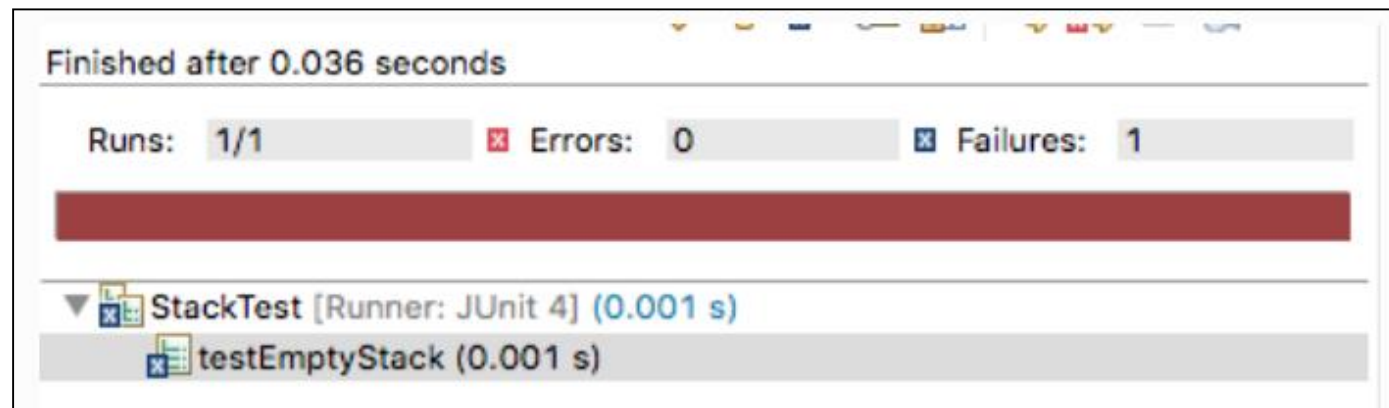 Finished after 0.036 seconds
Runs: 1/1 Errors: 0 Failures: 1
StackTest [Runner: JUnit 4] (0.001 s)
testEmptyStack (0.001 s)